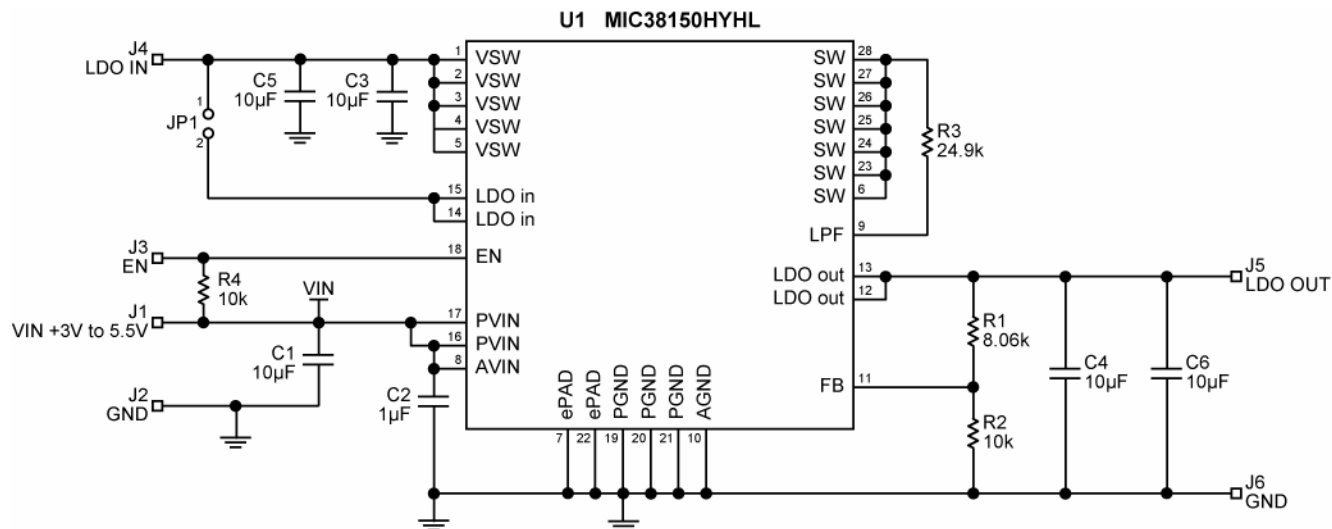 U1 MIC38150HYHL
J4
LDO IN
C5
10µF
C3
10µF
1
JP1
2
1 VSW
2 VSW
3 VSW
4 VSW
5 VSW
15 LDO in
14 LDO in
J3
EN
18 EN
R4
10k
VIN
J1
VIN +3V to 5.5V
17 PVIN
16 PVIN
8 AVIN
C1
10µF
C2
1µF
J2
GND
SW 28
SW 27
SW 26
SW 25
SW 24
SW 23
SW 6
R3
24.9k
LPF 9
LDO out 13
LDO out 12
J5
LDO OUT
R1
8.06k
FB 11
C4
10µF
C6
10µF
R2
10k
ePAD
ePAD
PGND
PGND
PGND
AGND
7 22 19 20 21 10
J6
GND